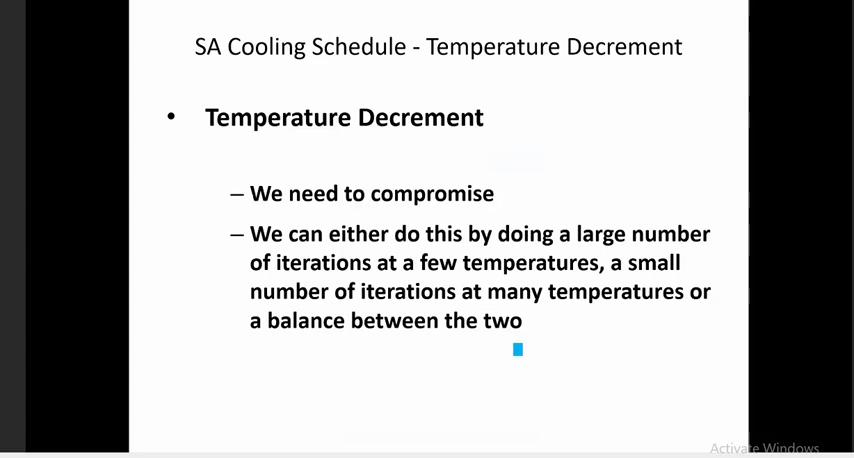 SA Cooling Schedule - Temperature Decrement
• Temperature Decrement
– We need to compromise
– We can either do this by doing a large number
of iterations at a few temperatures, a small
number of iterations at many temperatures or
a balance between the two
Activate Windows